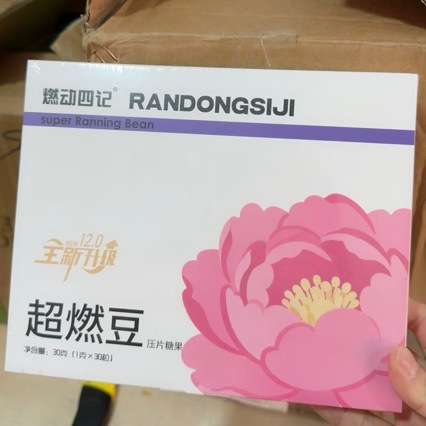 燃动四记® RANDONGSIJI
super Ranning Bean
NEW 12.0
全新升级
超燃豆 压片糖果
净含量：30克（1克×30粒）